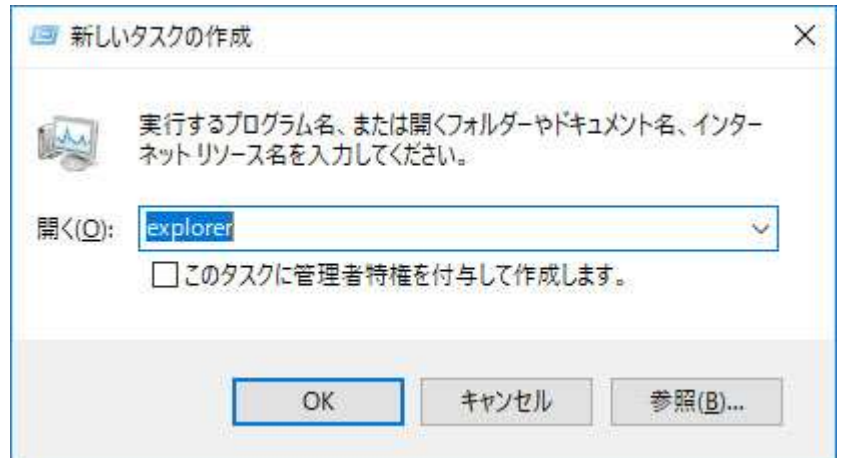 新しいタスクの作成
実行するプログラム名、または開くフォルダーやドキュメント名、インター
ネット リソース名を入力してください。
開く(O): explorer
このタスクに管理者特権を付与して作成します。
OK キャンセル 参照(B)...